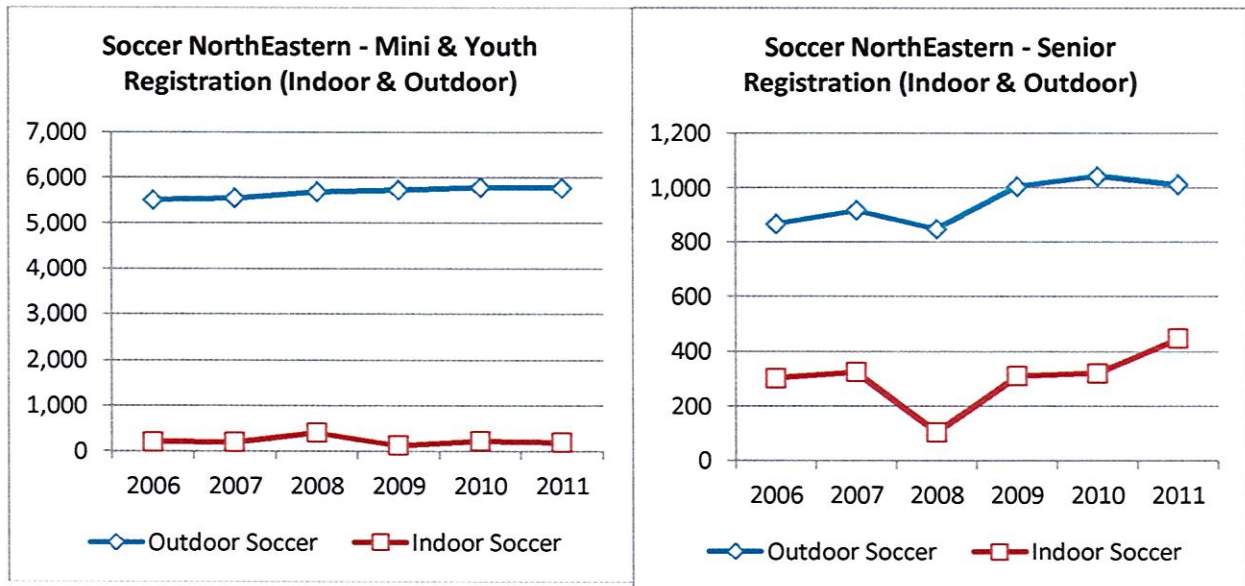 Soccer NorthEastern - Mini & Youth
Registration (Indoor & Outdoor)
7,000
6,000
5,000
4,000
3,000
2,000
1,000
0
2006 2007 2008 2009 2010 2011
Outdoor Soccer Indoor Soccer
Soccer NorthEastern - Senior
Registration (Indoor & Outdoor)
1,200
1,000
800
600
400
200
0
2006 2007 2008 2009 2010 2011
Outdoor Soccer Indoor Soccer